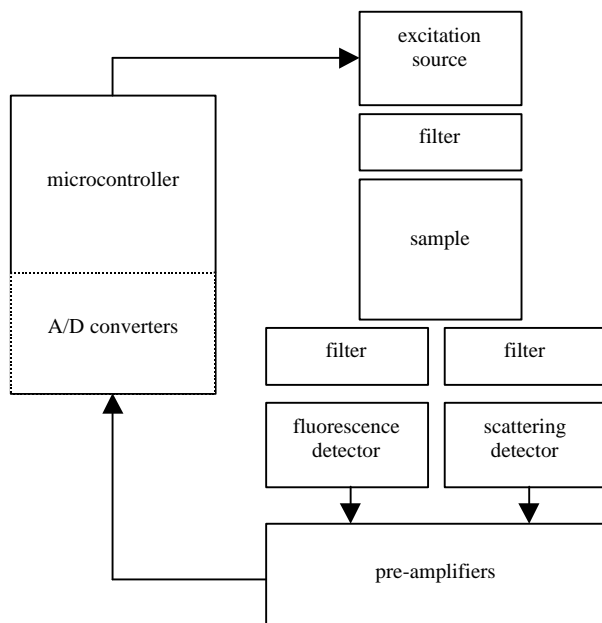 excitation
source
filter
microcontroller
sample
A/D converters
filter
filter
fluorescence
detector
scattering
detector
pre-amplifiers